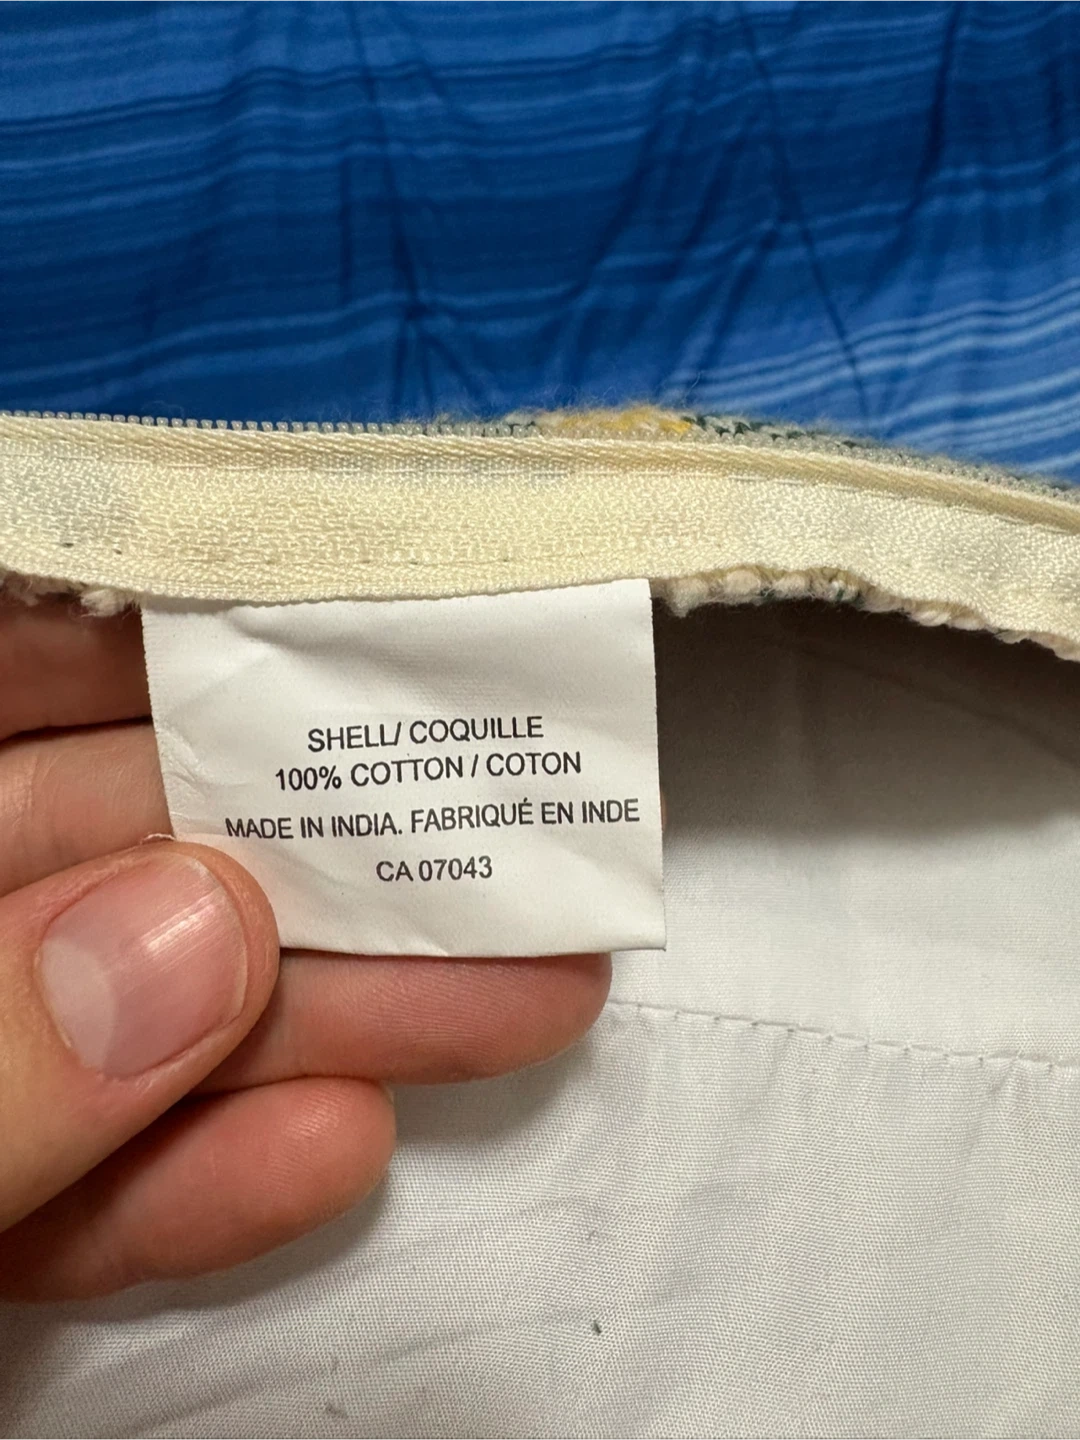 SHELL/ COQUILLE
100% COTTON / COTON
MADE IN INDIA. FABRIQUÉ EN INDE
CA 07043